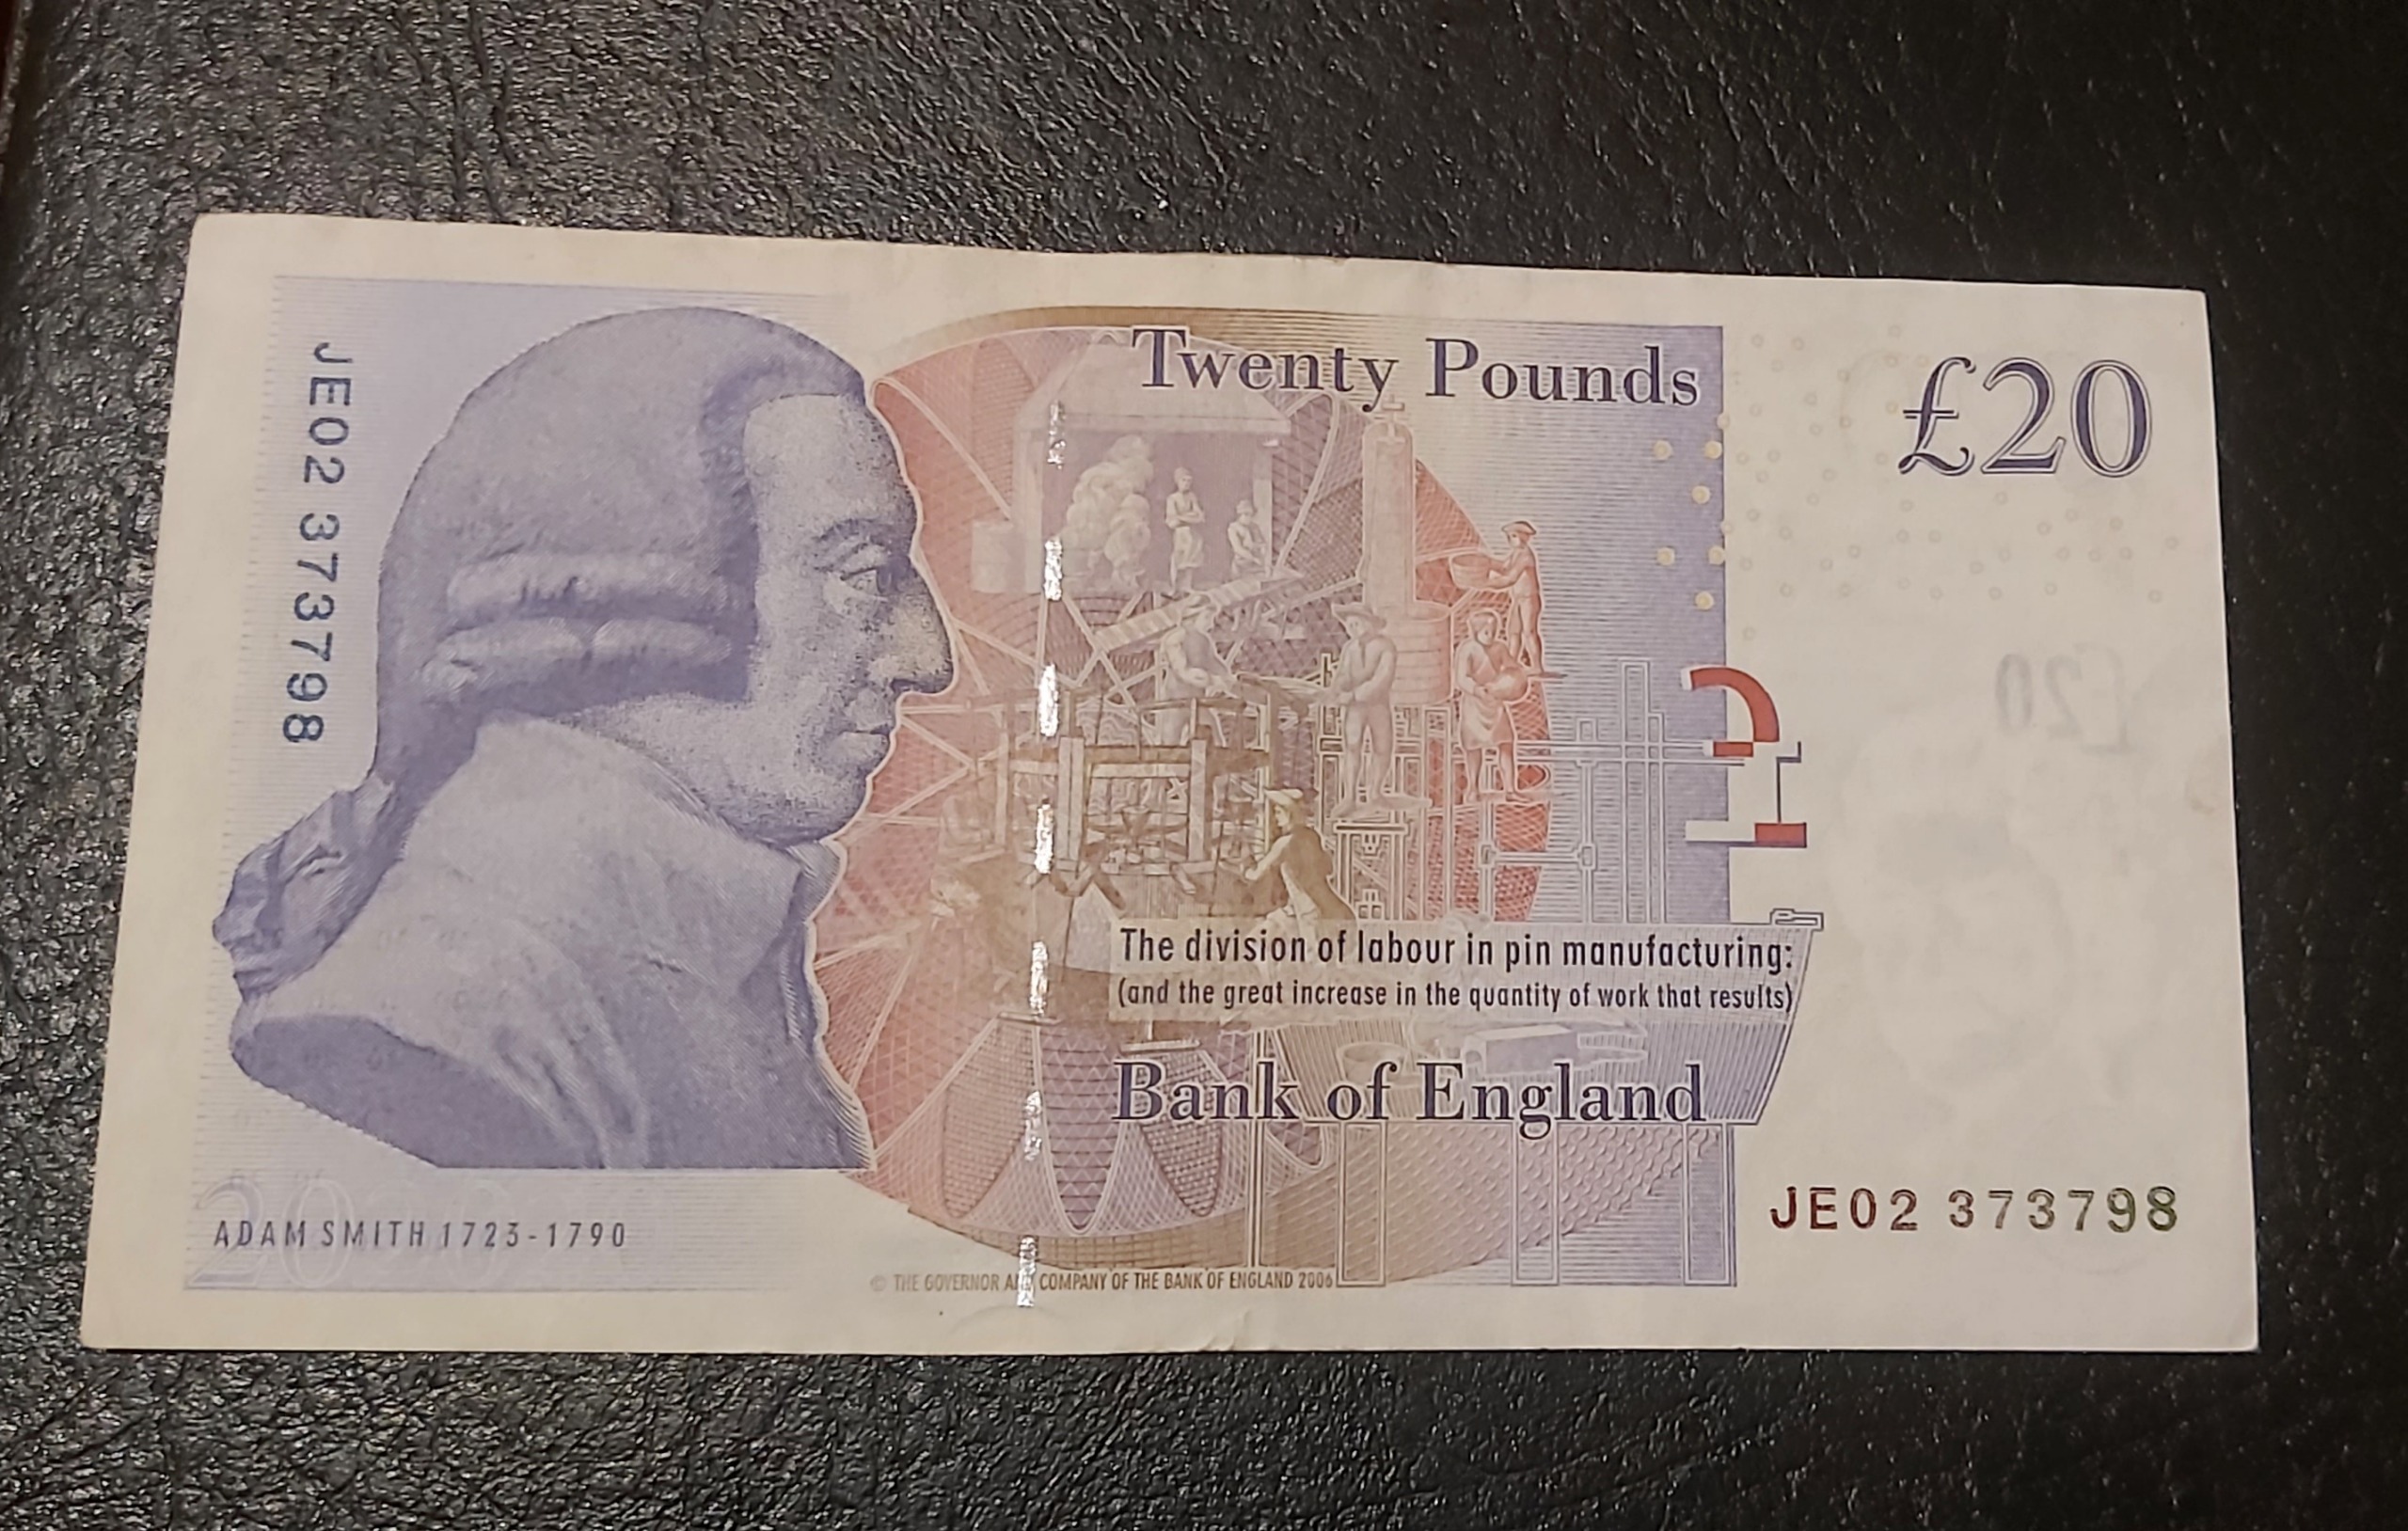 JE02 373798
Twenty Pounds
£20
£20
The division of labour in pin manufacturing:
(and the great increase in the quantity of work that results)
Bank of England
JE02 373798
ADAM SMITH 1723-1790
20
© THE GOVERNOR AND COMPANY OF THE BANK OF ENGLAND 2006